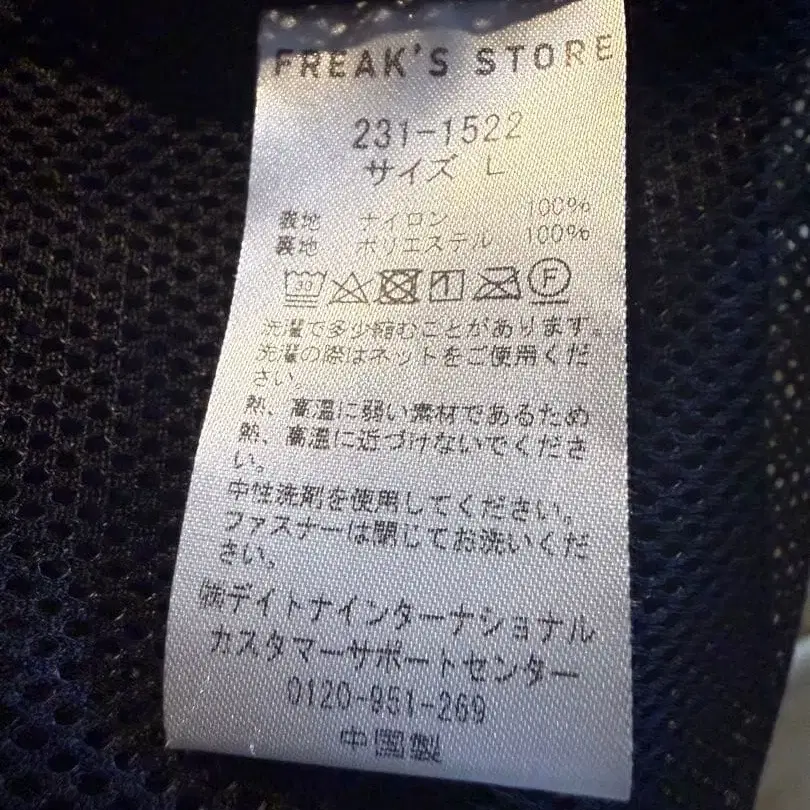 FREAK'S STORE
231-1522
サイズ L
表地 ナイロン 100%
裏地 ポリエステル 100%
30 F
洗濯で多少縮むことがあります。
洗濯の際はネットをご使用くだ
さい。
熱、高温に弱い素材であるため
熱、高温に近づけないでくださ
い。
中性洗剤を使用してください。
ファスナーは閉じてお洗いくだ
さい。
㈱デイトナインターナショナル
カスタマーサポートセンター
0120-951-269
中国製